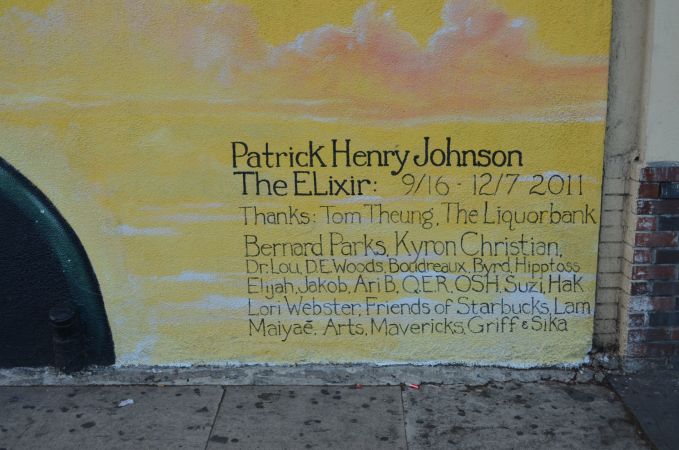 Patrick Henry Johnson
The ELixir: 9/16 - 12/7 2011
Thanks: Tom Theung, The Liquorbank
Bernard Parks, Kyron Christian,
Dr. Lou, D.E.Woods, Boudreaux, Byrd, Hipptoss
Elijah, Jakob, Ari B, Q.E.R. OSH, Suzi, Hak
Lori Webster, Friends of Starbucks, Lam
Maiyaē, Arts, Mavericks, Griff & Sika